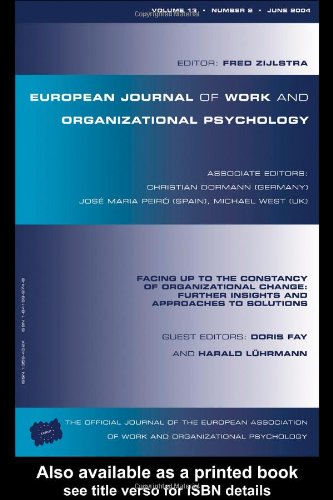 VOLUME 13 • NUMBER 2 • JUNE 2004
EDITOR: FRED ZIJLSTRA
EUROPEAN JOURNAL OF WORK AND
ORGANIZATIONAL PSYCHOLOGY
ASSOCIATE EDITORS:
CHRISTIAN DORMANN (GERMANY)
JOSÉ MARIA PEIRÓ (SPAIN), MICHAEL WEST (UK)
FACING UP TO THE CONSTANCY
OF ORGANIZATIONAL CHANGE:
FURTHER INSIGHTS AND
APPROACHES TO SOLUTIONS
GUEST EDITORS: DORIS FAY
AND HARALD LÜHRMANN
THE OFFICIAL JOURNAL OF THE EUROPEAN ASSOCIATION
OF WORK AND ORGANIZATIONAL PSYCHOLOGY
Also available as a printed book
see title verso for ISBN details